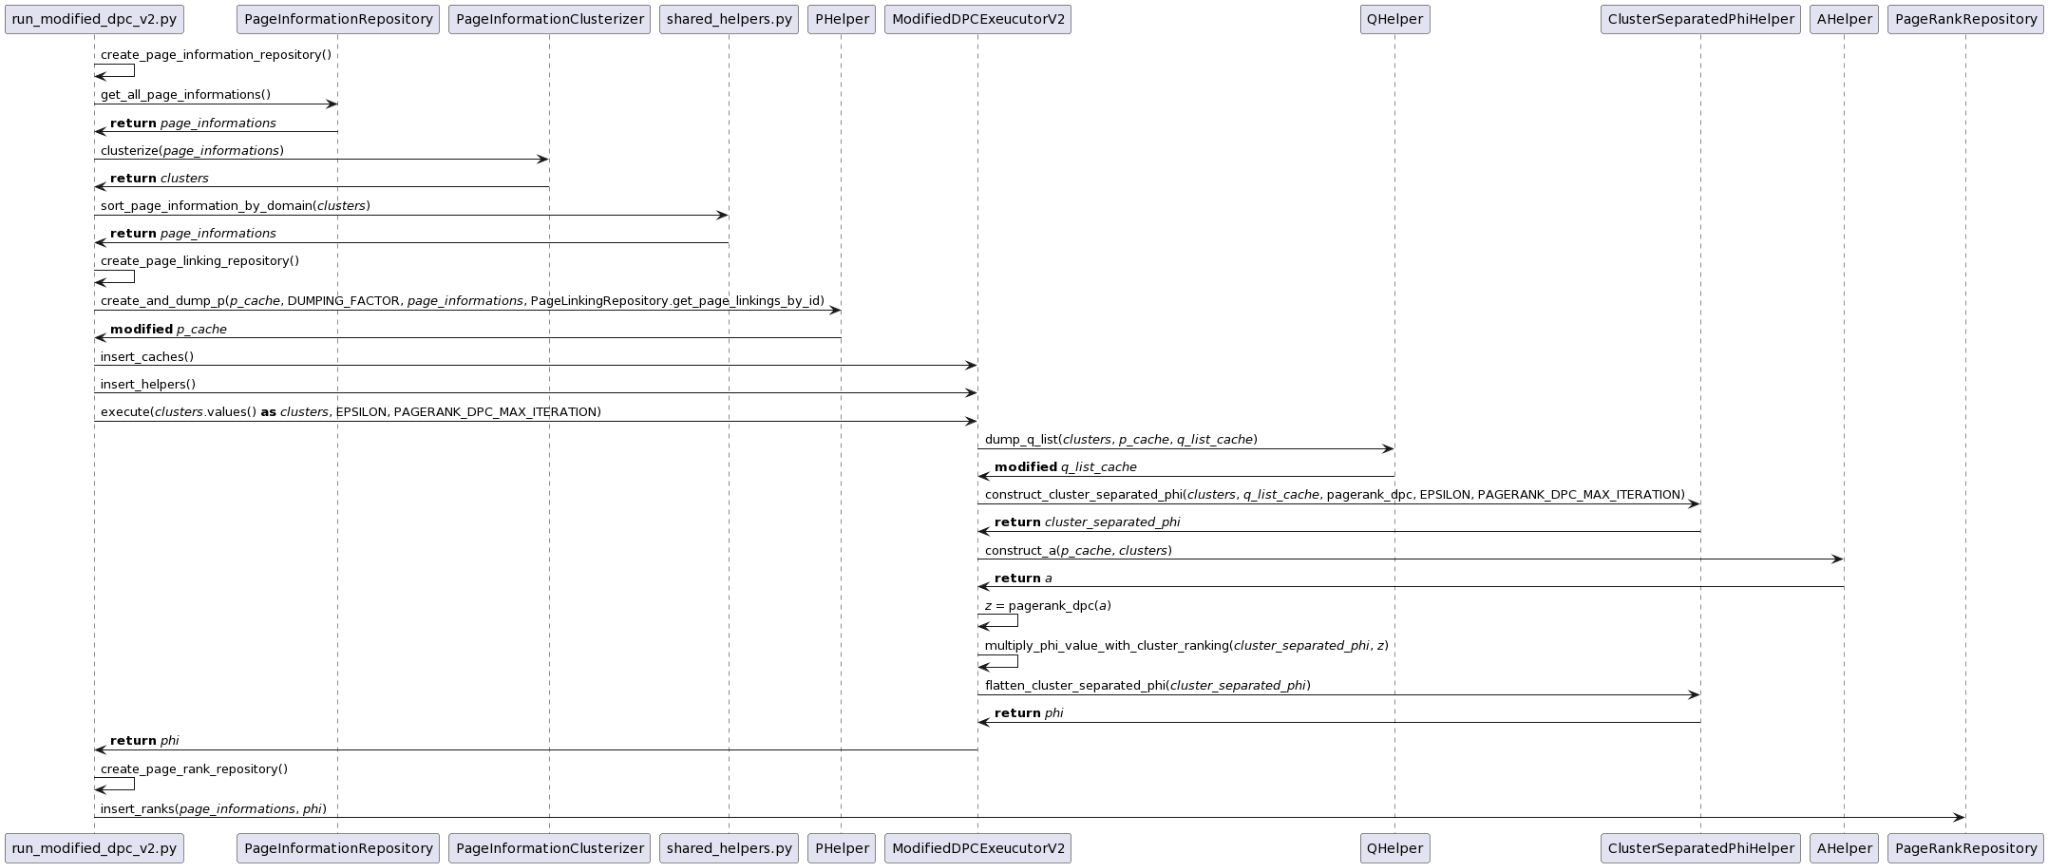 run_modified_dpc_v2.py PageInformationRepository PageInformationClusterizer shared_helpers.py PHelper ModifiedDPCExeucutorV2 QHelper ClusterSeparatedPhiHelper AHelper PageRankRepository
create_page_information_repository()
get_all_page_informations()
return page_informations
clusterize(page_informations)
return clusters
sort_page_information_by_domain(clusters)
return page_informations
create_page_linking_repository()
create_and_dump_p(p_cache, DUMPING_FACTOR, page_informations, PageLinkingRepository.get_page_linkings_by_id)
modified p_cache
insert_caches()
insert_helpers()
execute(clusters.values() as clusters, EPSILON, PAGERANK_DPC_MAX_ITERATION)
dump_q_list(clusters, p_cache, q_list_cache)
modified q_list_cache
construct_cluster_separated_phi(clusters, q_list_cache, pagerank_dpc, EPSILON, PAGERANK_DPC_MAX_ITERATION)
return cluster_separated_phi
construct_a(p_cache, clusters)
return a
z = pagerank_dpc(a)
multiply_phi_value_with_cluster_ranking(cluster_separated_phi, z)
flatten_cluster_separated_phi(cluster_separated_phi)
return phi
return phi
create_page_rank_repository()
insert_ranks(page_informations, phi)
run_modified_dpc_v2.py PageInformationRepository PageInformationClusterizer shared_helpers.py PHelper ModifiedDPCExeucutorV2 QHelper ClusterSeparatedPhiHelper AHelper PageRankRepository